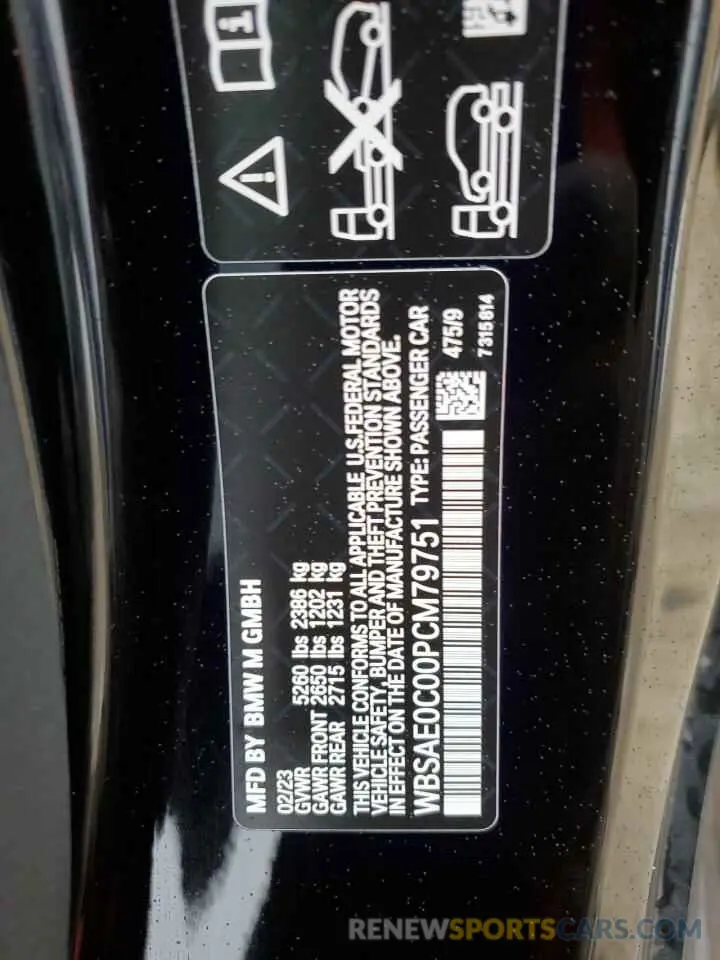 MFD BY BMW M GMBH
02/23
GVWR 5260 lbs 2386 kg
GAWR FRONT 2650 lbs 1202 kg
GAWR REAR 2715 lbs 1231 kg
THIS VEHICLE CONFORMS TO ALL APPLICABLE U.S.FEDERAL MOTOR
VEHICLE SAFETY, BUMPER AND THEFT PREVENTION STANDARDS
IN EFFECT ON THE DATE OF MANUFACTURE SHOWN ABOVE.
WBSAE0C00PCM79751 TYPE: PASSENGER CAR
475/9
7315814
RENEWSPORTSCARS.COM